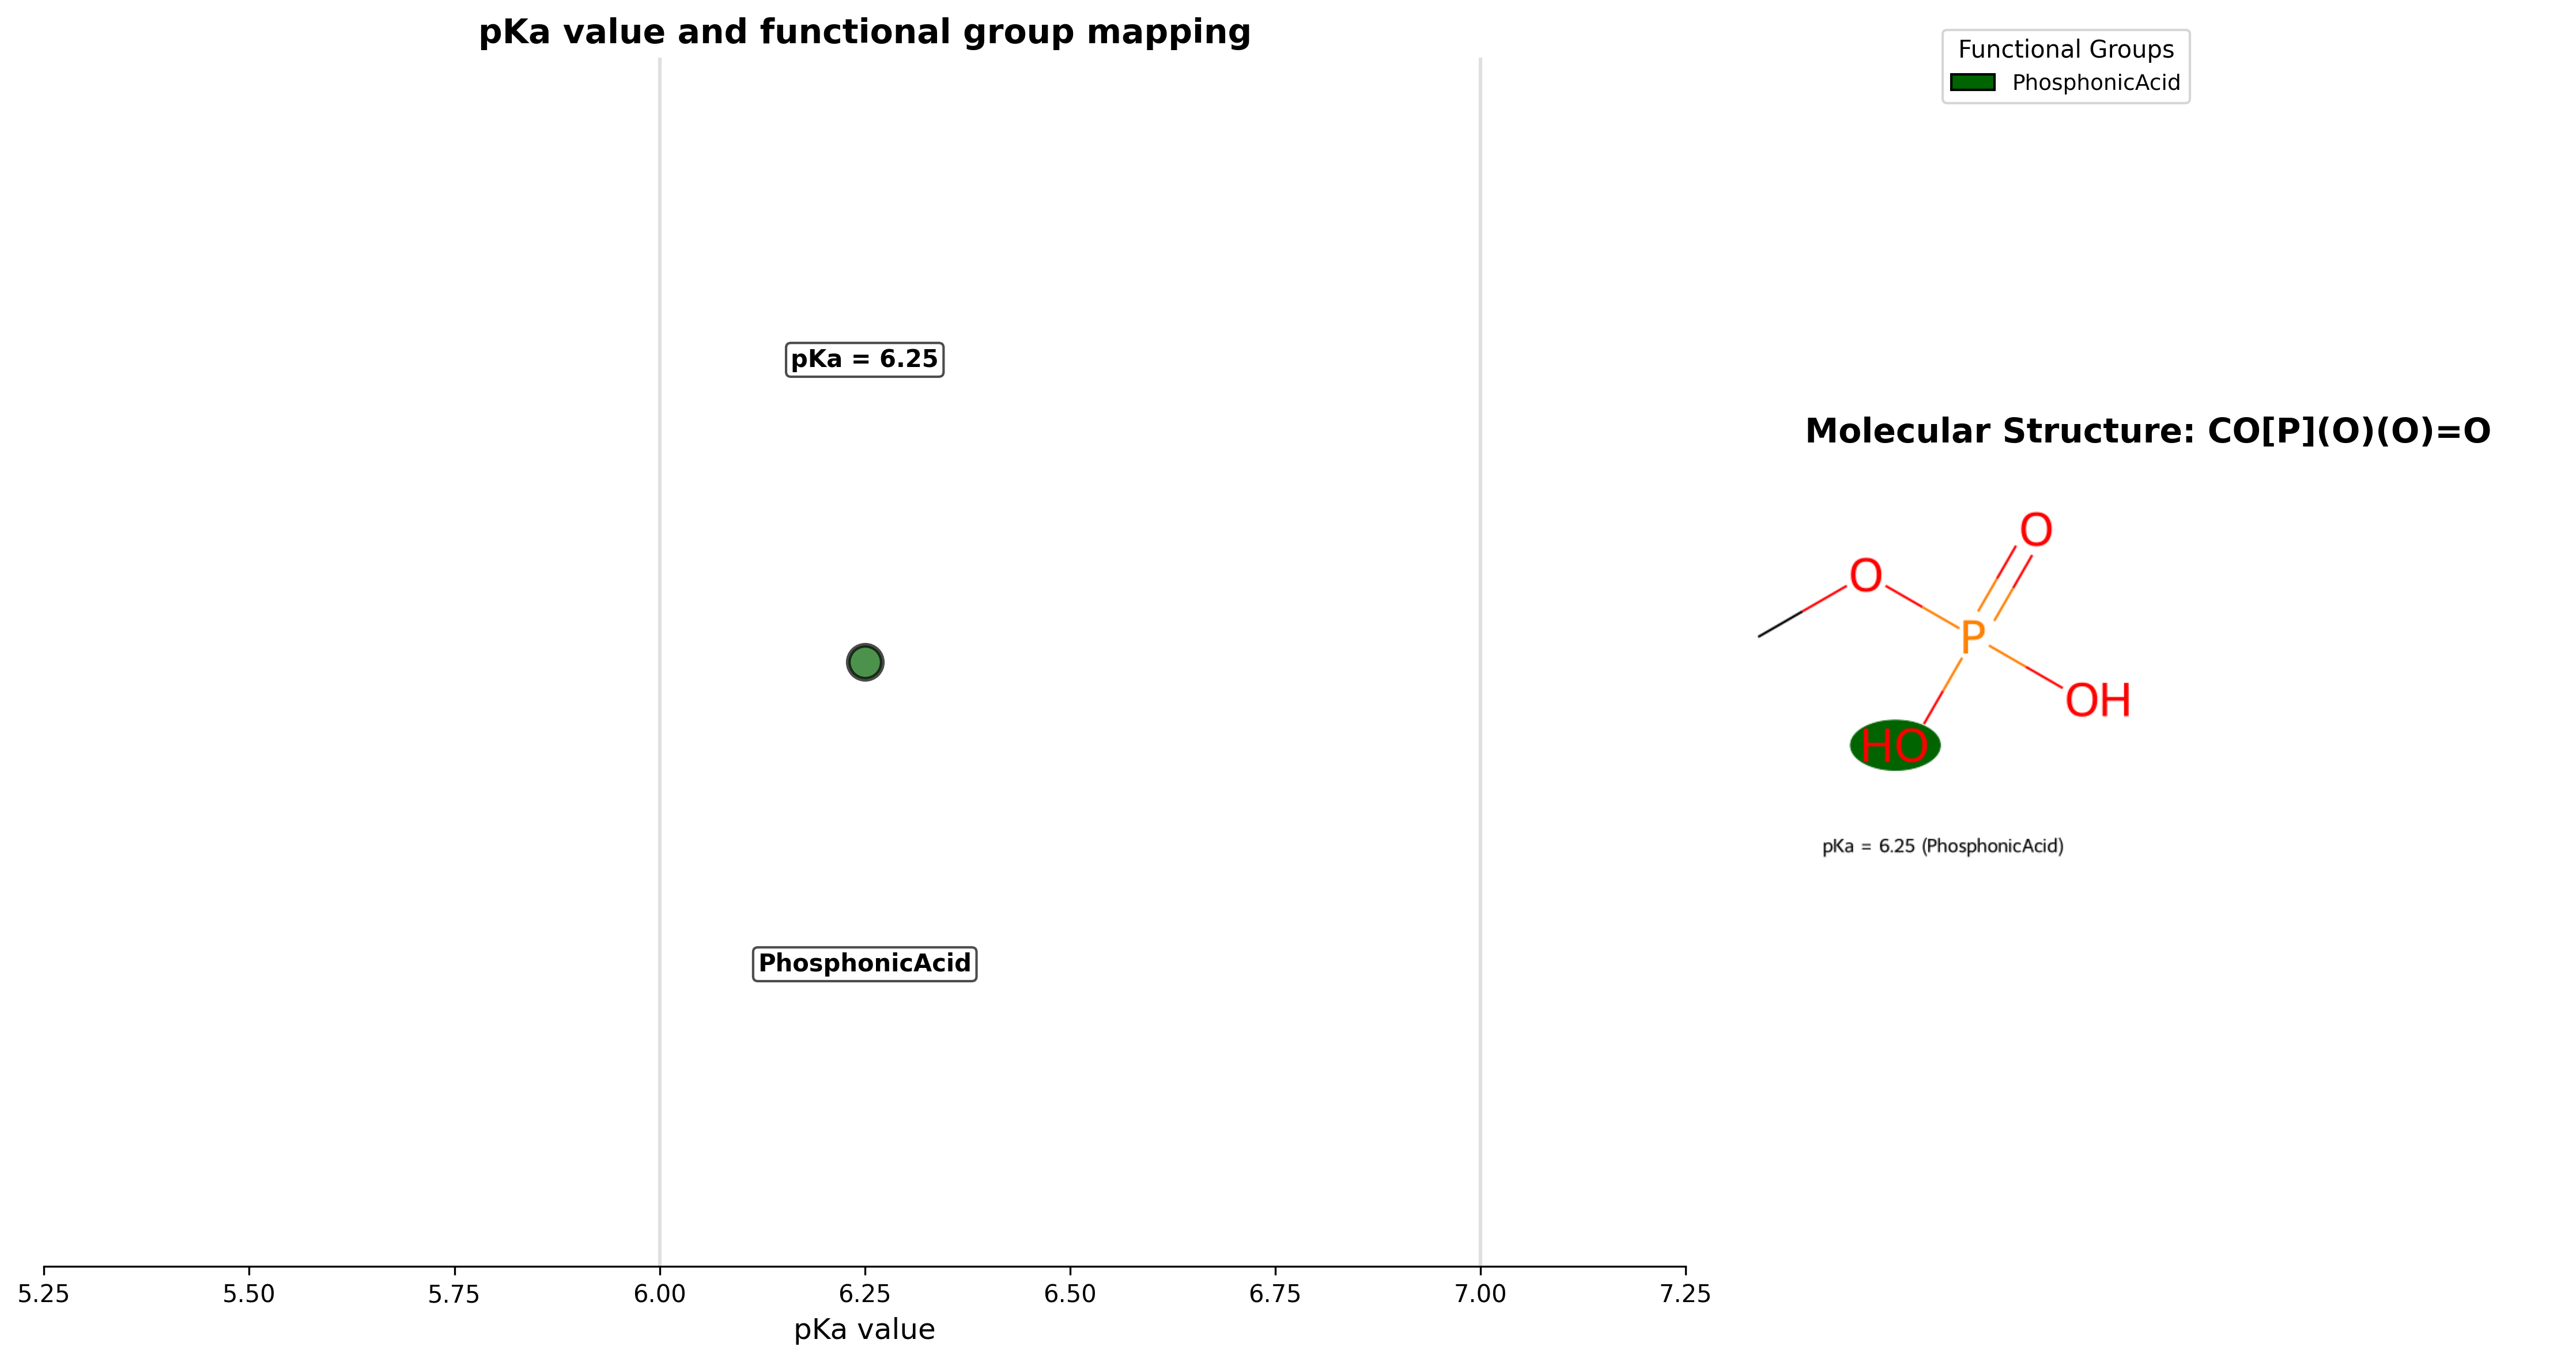 pKa value and functional group mapping
pKa = 6.25
PhosphonicAcid
5.25 5.50 5.75 6.00 6.25 6.50 6.75 7.00 7.25
pKa value
Functional Groups
PhosphonicAcid
Molecular Structure: CO[P](O)(O)=O
O
O
P
OH
HO
pKa = 6.25 (PhosphonicAcid)